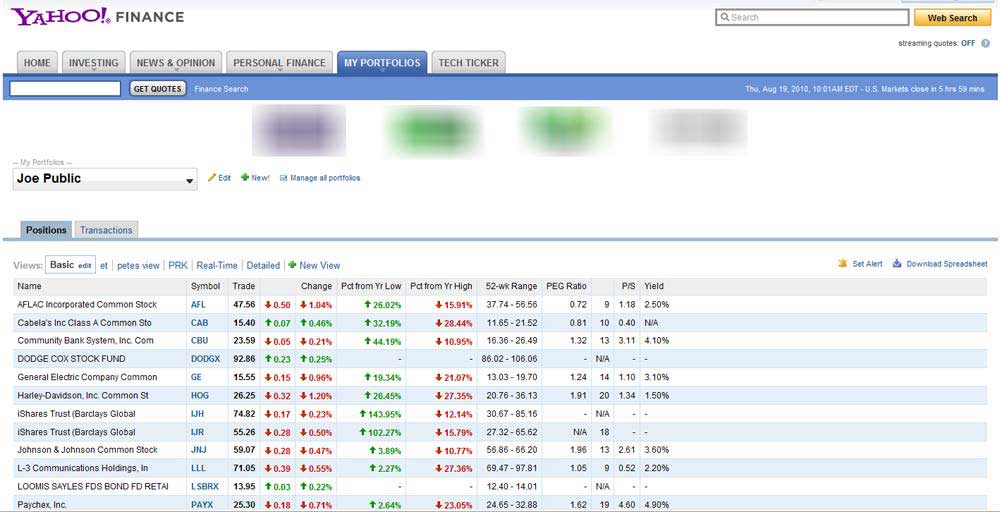 YAHOO! FINANCE
Search Web Search
streaming quotes: OFF ?
HOME INVESTING NEWS & OPINION PERSONAL FINANCE MY PORTFOLIOS TECH TICKER
GET QUOTES Finance Search Thu, Aug 19, 2010, 10:01AM EDT - U.S. Markets close in 5 hrs 59 mins.
-- My Portfolios --
Joe Public Edit New! Manage all portfolios
Positions Transactions
Views: Basic edit et petes view PRK Real-Time Detailed New View Set Alert Download Spreadsheet
Name Symbol Trade Change Pct from Yr Low Pct from Yr High 52-wk Range PEG Ratio P/S Yield
AFLAC Incorporated Common Stock AFL 47.56 0.50 1.04% 26.02% 15.91% 37.74 - 56.56 0.72 9 1.18 2.50%
Cabela's Inc Class A Common Sto CAB 15.40 0.07 0.46% 32.19% 28.44% 11.65 - 21.52 0.81 10 0.40 N/A
Community Bank System, Inc. Com CBU 23.59 0.05 0.21% 44.19% 10.95% 16.36 - 26.49 1.32 13 3.11 4.10%
DODGE COX STOCK FUND DODGX 92.86 0.23 0.25% - - 86.02 - 106.06 - N/A - -
General Electric Company Common GE 15.55 0.15 0.96% 19.34% 21.07% 13.03 - 19.70 1.24 14 1.10 3.10%
Harley-Davidson, Inc. Common St HOG 26.25 0.32 1.20% 26.45% 27.35% 20.76 - 36.13 1.91 20 1.34 1.50%
iShares Trust (Barclays Global IJH 74.82 0.17 0.23% 143.95% 12.14% 30.67 - 85.16 - N/A - -
iShares Trust (Barclays Global IJR 55.26 0.28 0.50% 102.27% 15.79% 27.32 - 65.62 N/A 18 - -
Johnson & Johnson Common Stock JNJ 59.07 0.28 0.47% 3.89% 10.77% 56.86 - 66.20 1.96 13 2.61 3.60%
L-3 Communications Holdings, In LLL 71.05 0.39 0.55% 2.27% 27.36% 69.47 - 97.81 1.05 9 0.52 2.20%
LOOMIS SAYLES FDS BOND FD RETAI LSBRX 13.95 0.03 0.22% - - 12.40 - 14.01 - N/A - -
Paychex, Inc. PAYX 25.30 0.18 0.71% 2.64% 23.05% 24.65 - 32.88 1.62 19 4.60 4.90%